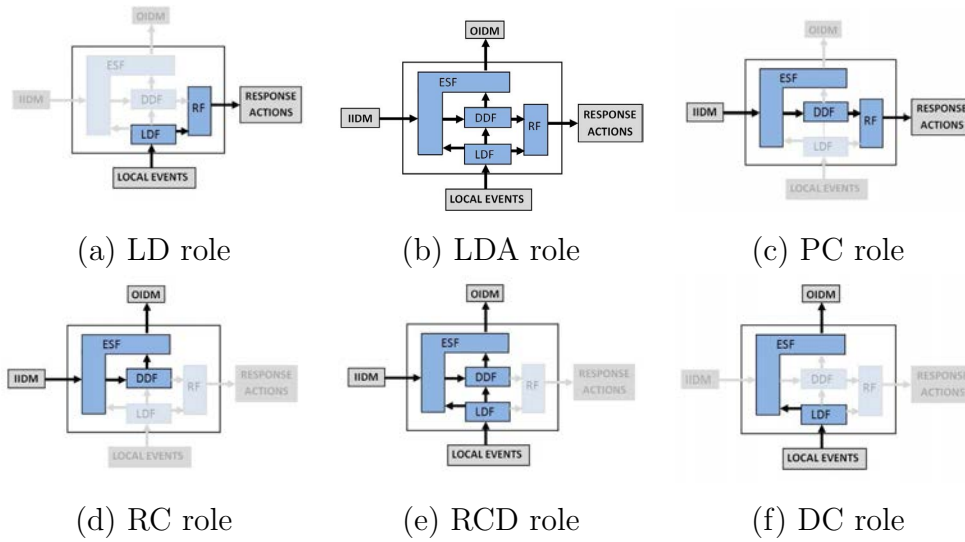 OIDM
ESF
IIDM
DDF
RF
RESPONSE
ACTIONS
LDF
LOCAL EVENTS
(a) LD role
OIDM
ESF
IIDM
DDF
RF
RESPONSE
ACTIONS
LDF
LOCAL EVENTS
(b) LDA role
OIDM
ESF
IIDM
DDF
RF
RESPONSE
ACTIONS
LDF
LOCAL EVENTS
(c) PC role
OIDM
ESF
IIDM
DDF
RF
RESPONSE
ACTIONS
LDF
LOCAL EVENTS
(d) RC role
OIDM
ESF
IIDM
DDF
RF
RESPONSE
ACTIONS
LDF
LOCAL EVENTS
(e) RCD role
OIDM
ESF
IIDM
DDF
RF
RESPONSE
ACTIONS
LDF
LOCAL EVENTS
(f) DC role